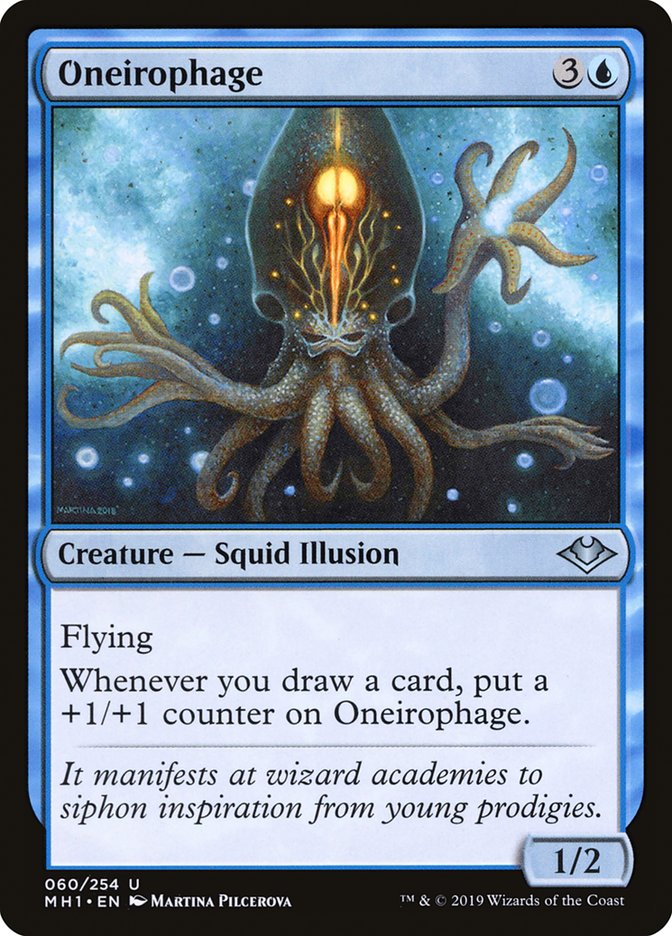 Oneirophage
3
MARTINA 2018
Creature — Squid Illusion
Flying
Whenever you draw a card, put a
+1/+1 counter on Oneirophage.
It manifests at wizard academies to
siphon inspiration from young prodigies.
1/2
060/254 U
MH1 • EN Martina Pilcerova
™ & © 2019 Wizards of the Coast